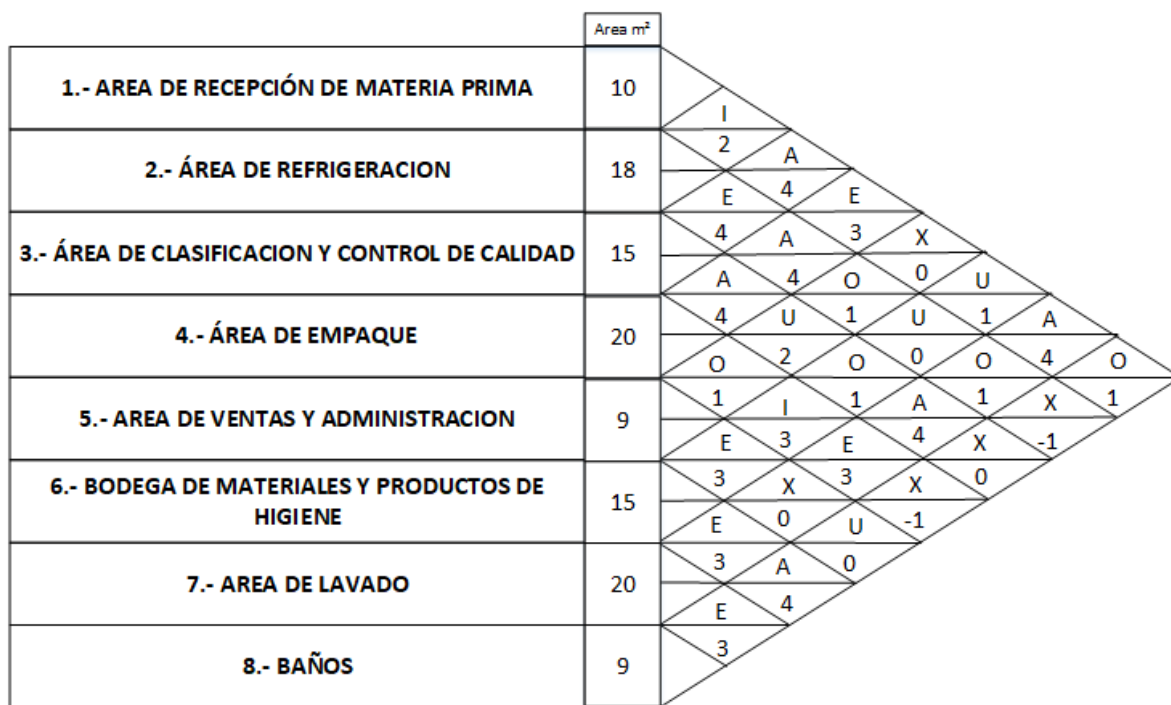 Area m²
1.- AREA DE RECEPCIÓN DE MATERIA PRIMA 10
I
2 A
2.- ÁREA DE REFRIGERACION 18
E 4 E
4 A 3 X
3.- ÁREA DE CLASIFICACION Y CONTROL DE CALIDAD 15
A 4 O 0 U
4 U 1 U 1 A
4.- ÁREA DE EMPAQUE 20
O 2 O 0 O 4 O
1 I 1 A 1 X 1
5.- AREA DE VENTAS Y ADMINISTRACION 9
E 3 E 4 X -1
3 X 3 X 0
6.- BODEGA DE MATERIALES Y PRODUCTOS DE
HIGIENE 15
E 0 U -1
3 A 0
7.- AREA DE LAVADO 20
E 4
3
8.- BAÑOS 9